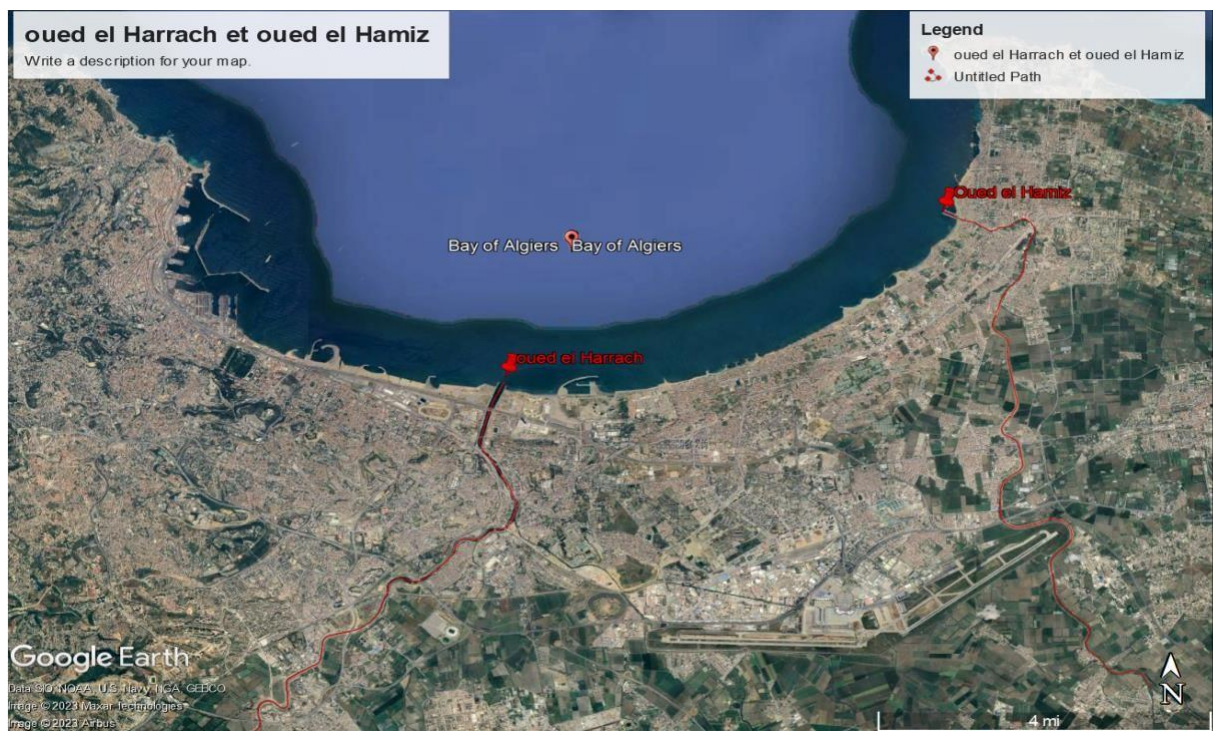 oued el Harrach et oued el Hamiz
Write a description for your map.
Legend
oued el Harrach et oued el Hamiz
Untitled Path
Oued el Hamiz
Bay of Algiers Bay of Algiers
oued el Harrach
Google Earth
Data SIO, NOAA, U.S. Navy, NGA, GEBCO
Image © 2023 Maxar Technologies
Image © 2023 Airbus
N
4 mi